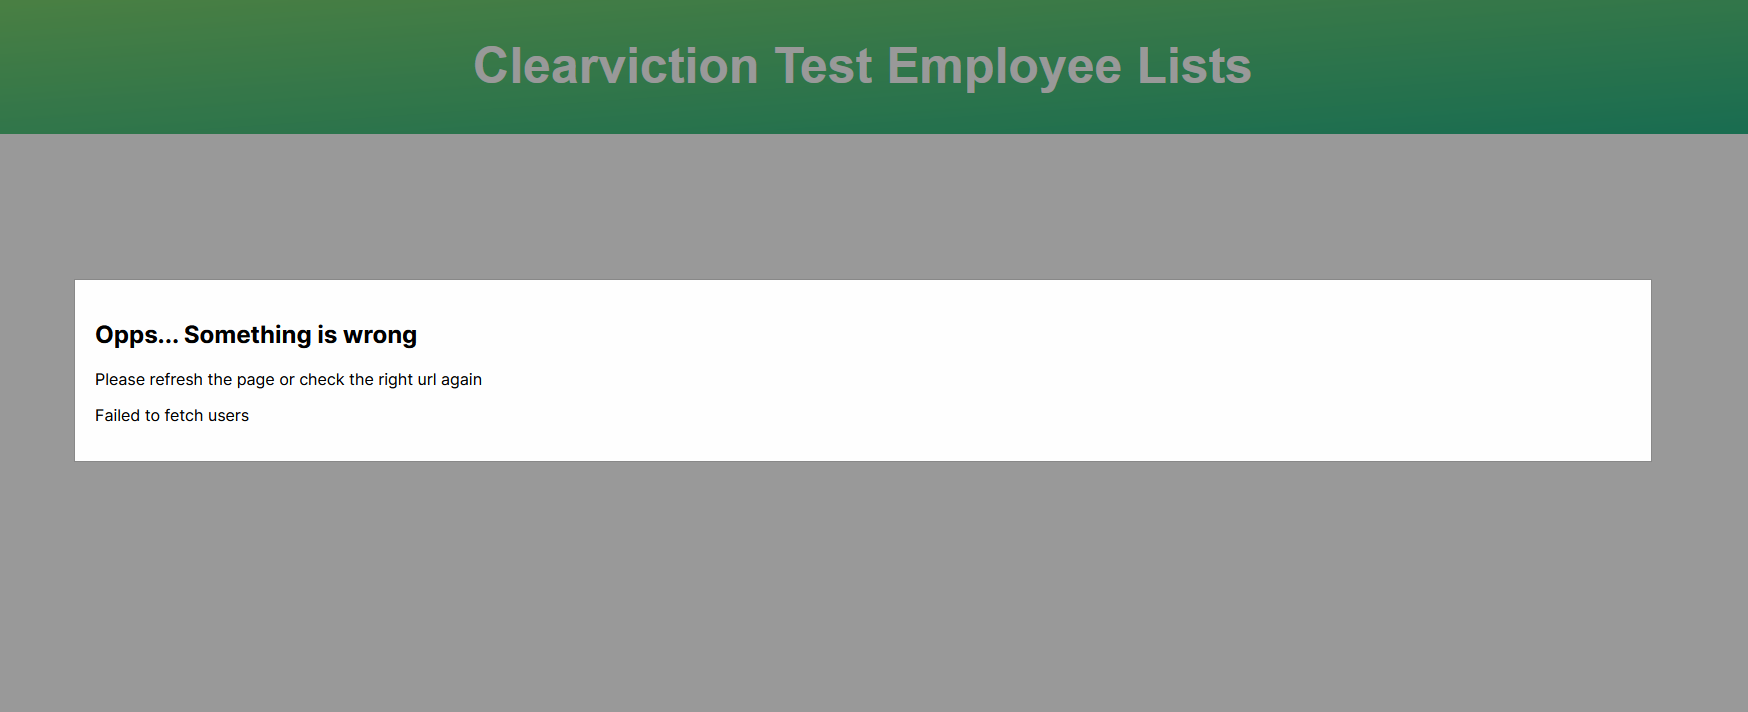 Clearviction Test Employee Lists
Opps... Something is wrong
Please refresh the page or check the right url again
Failed to fetch users